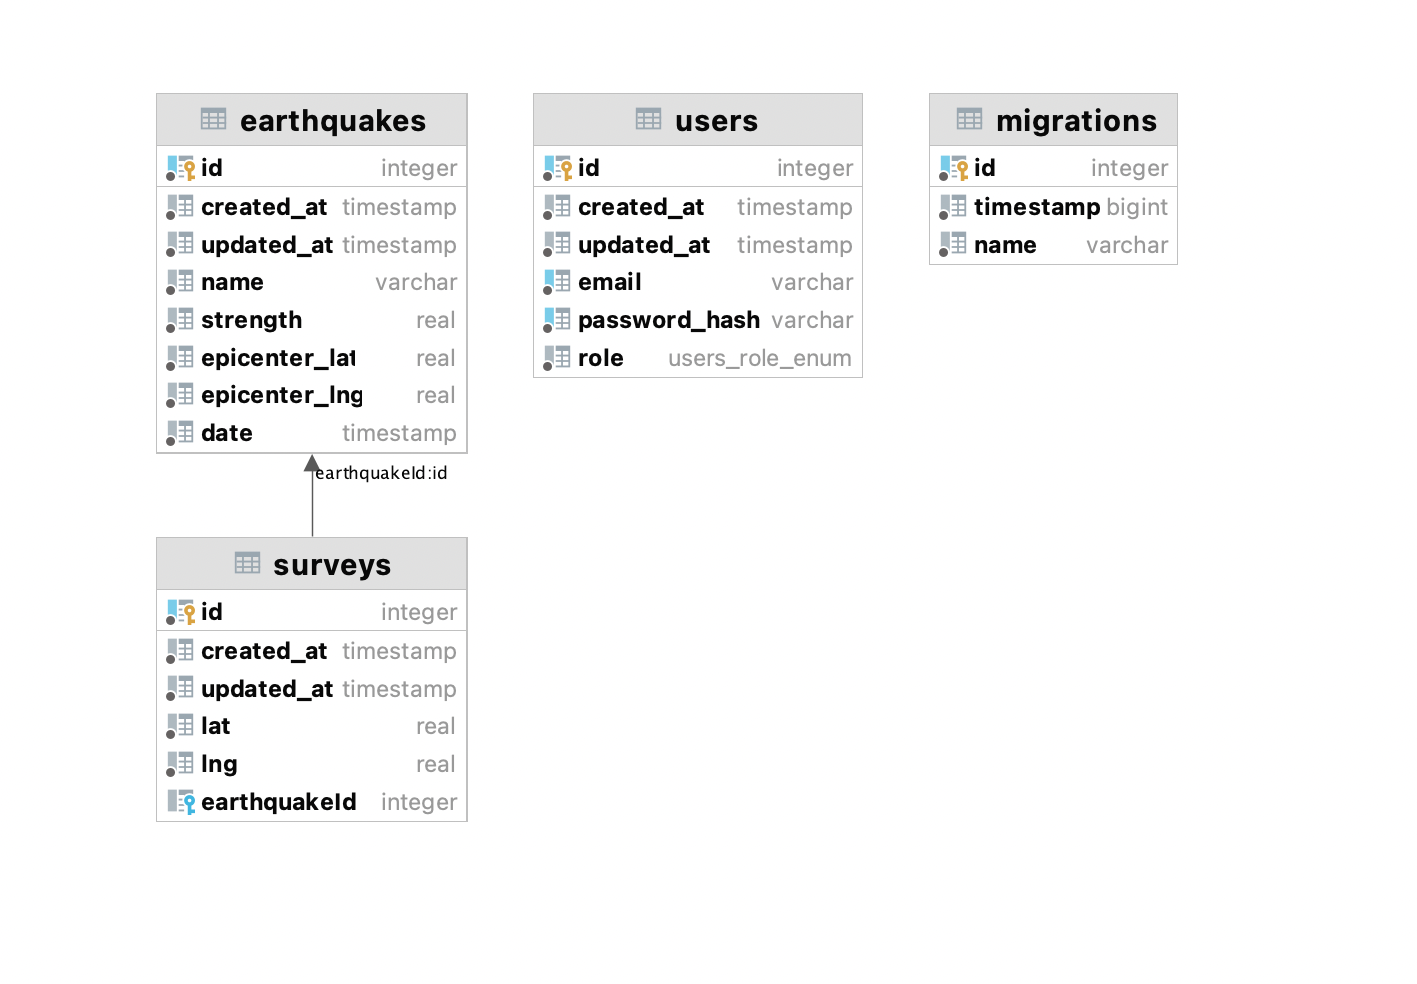 earthquakes
id integer
created_at timestamp
updated_at timestamp
name varchar
strength real
epicenter_lat real
epicenter_lng real
date timestamp
earthquakeId:id
surveys
id integer
created_at timestamp
updated_at timestamp
lat real
lng real
earthquakeId integer
users
id integer
created_at timestamp
updated_at timestamp
email varchar
password_hash varchar
role users_role_enum
migrations
id integer
timestamp bigint
name varchar